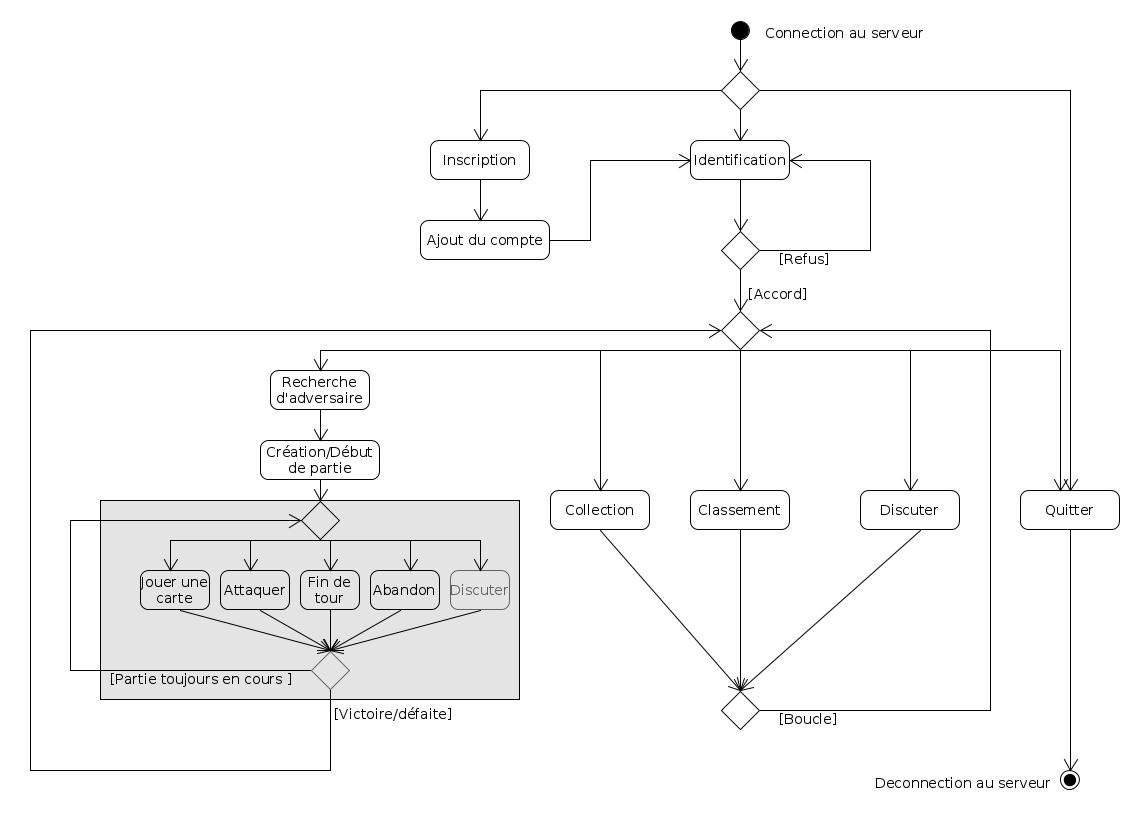 Connection au serveur
Inscription
Identification
Ajout du compte
[Refus]
[Accord]
Recherche
d'adversaire
Création/Début
de partie
Collection
Classement
Discuter
Quitter
Jouer une
carte
Attaquer
Fin de
tour
Abandon
Discuter
[Partie toujours en cours ]
[Victoire/défaite]
[Boucle]
Deconnection au serveur